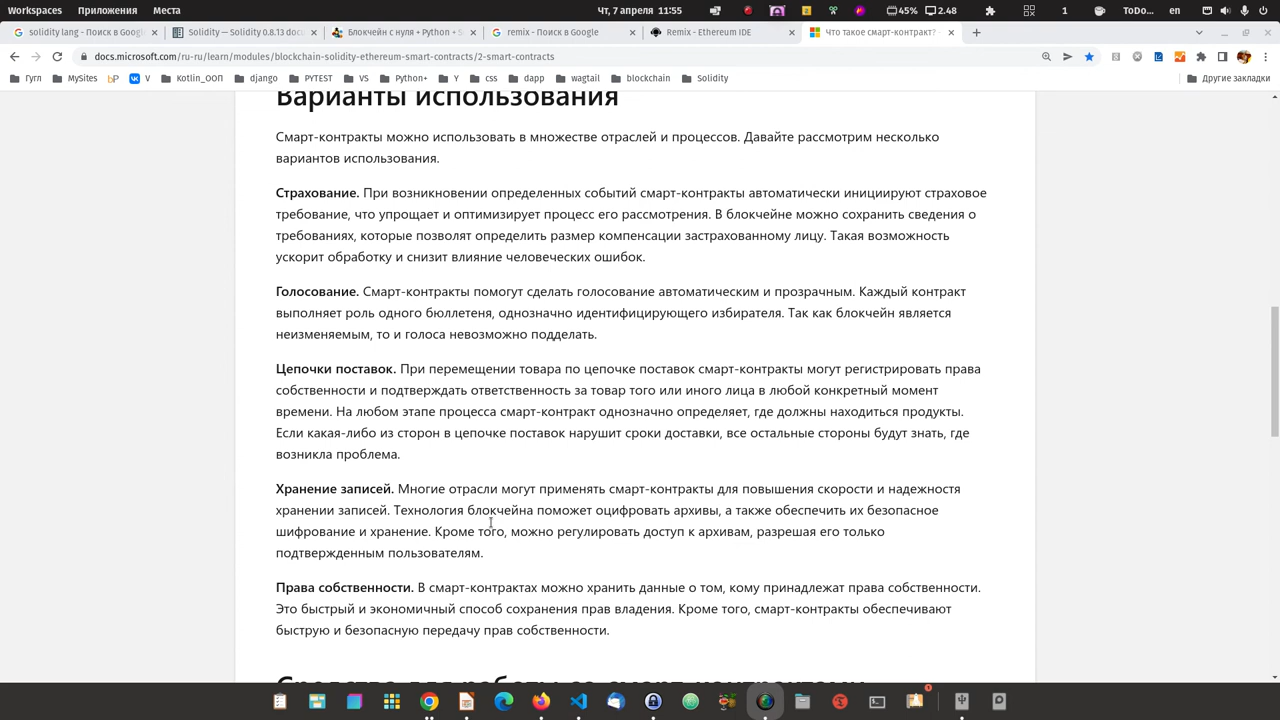 Workspaces Приложения Места Чт, 7 апреля 11:55 45% 2.48 1 ToDo... en
solidity lang - Поиск в Google Solidity — Solidity 0.8.13 docu Блокчейн с нуля + Python + S remix - Поиск в Google Remix - Ethereum IDE Что такое смарт-контракт?
docs.microsoft.com/ru-ru/learn/modules/blockchain-solidity-ethereum-smart-contracts/2-smart-contracts
Гугл MySites bP V Kotlin_ООП django PYTEST VS Python+ Y css dapp wagtail blockchain Solidity Другие закладки
Варианты использования
Смарт-контракты можно использовать в множестве отраслей и процессов. Давайте рассмотрим несколько
вариантов использования.
Страхование. При возникновении определенных событий смарт-контракты автоматически инициируют страховое
требование, что упрощает и оптимизирует процесс его рассмотрения. В блокчейне можно сохранить сведения о
требованиях, которые позволят определить размер компенсации застрахованному лицу. Такая возможность
ускорит обработку и снизит влияние человеческих ошибок.
Голосование. Смарт-контракты помогут сделать голосование автоматическим и прозрачным. Каждый контракт
выполняет роль одного бюллетеня, однозначно идентифицирующего избирателя. Так как блокчейн является
неизменяемым, то и голоса невозможно подделать.
Цепочки поставок. При перемещении товара по цепочке поставок смарт-контракты могут регистрировать права
собственности и подтверждать ответственность за товар того или иного лица в любой конкретный момент
времени. На любом этапе процесса смарт-контракт однозначно определяет, где должны находиться продукты.
Если какая-либо из сторон в цепочке поставок нарушит сроки доставки, все остальные стороны будут знать, где
возникла проблема.
Хранение записей. Многие отрасли могут применять смарт-контракты для повышения скорости и надежностя
хранении записей. Технология блокчейна поможет оцифровать архивы, а также обеспечить их безопасное
шифрование и хранение. Кроме того, можно регулировать доступ к архивам, разрешая его только
подтвержденным пользователям.
Права собственности. В смарт-контрактах можно хранить данные о том, кому принадлежат права собственности.
Это быстрый и экономичный способ сохранения прав владения. Кроме того, смарт-контракты обеспечивают
быструю и безопасную передачу прав собственности.
Средства для работы со смарт-контрактами